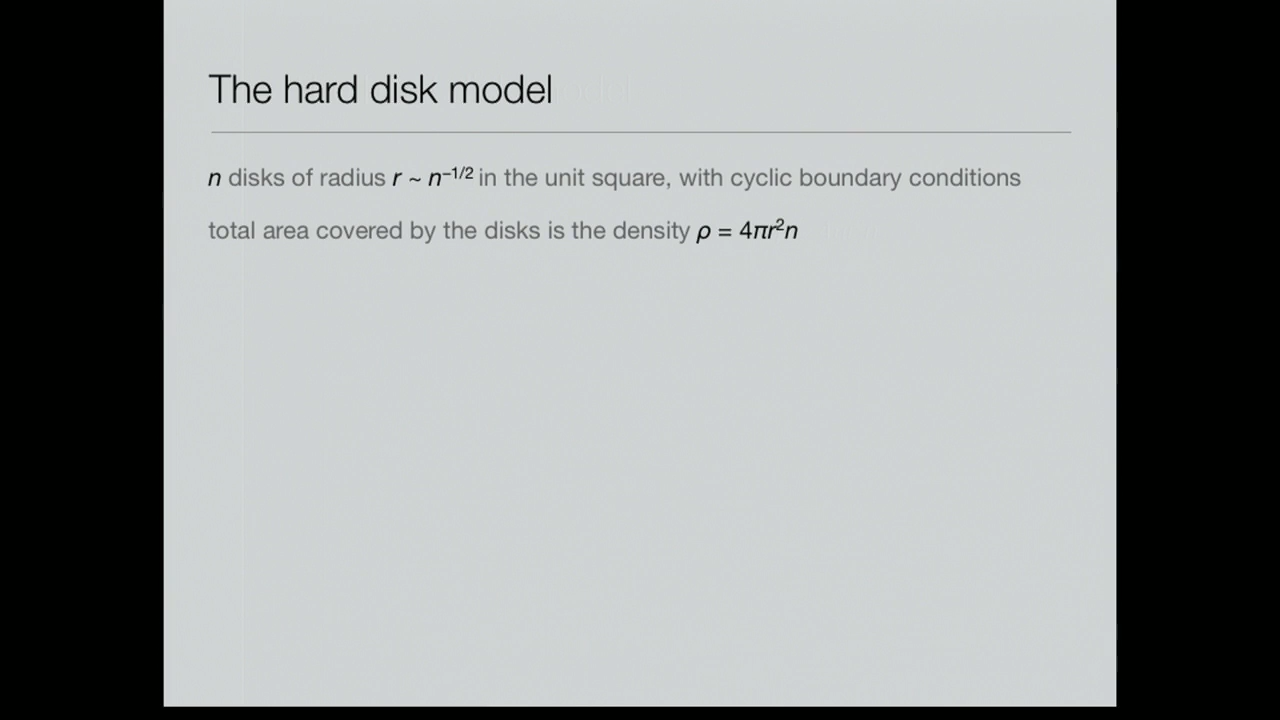 The hard disk model
n disks of radius r ~ n⁻¹/² in the unit square, with cyclic boundary conditions
total area covered by the disks is the density ρ = 4πr²n